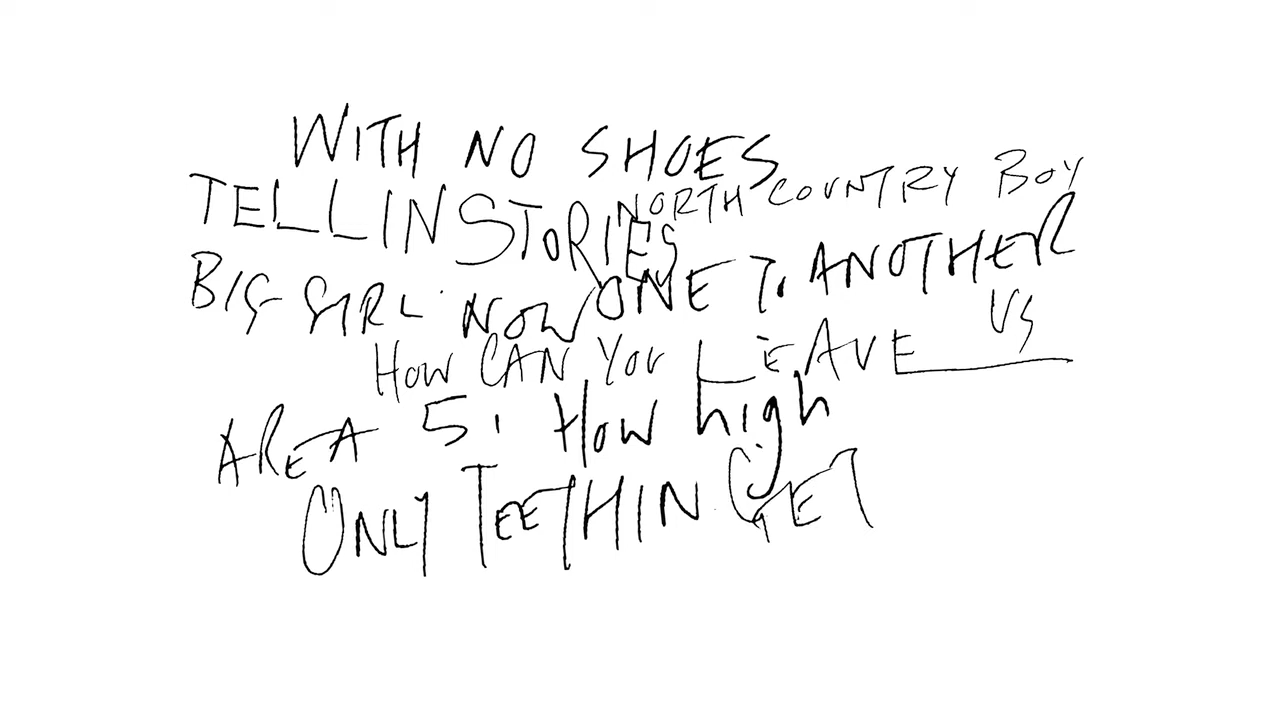 WITH NO SHOES
TELLIN STORIES
NORTH COUNTRY BOY
BIG GIRL NOW
ONE To ANOTHER
HOW CAN YOU LEAVE US
AREA 51 How high
ONLY TEETHIN GET